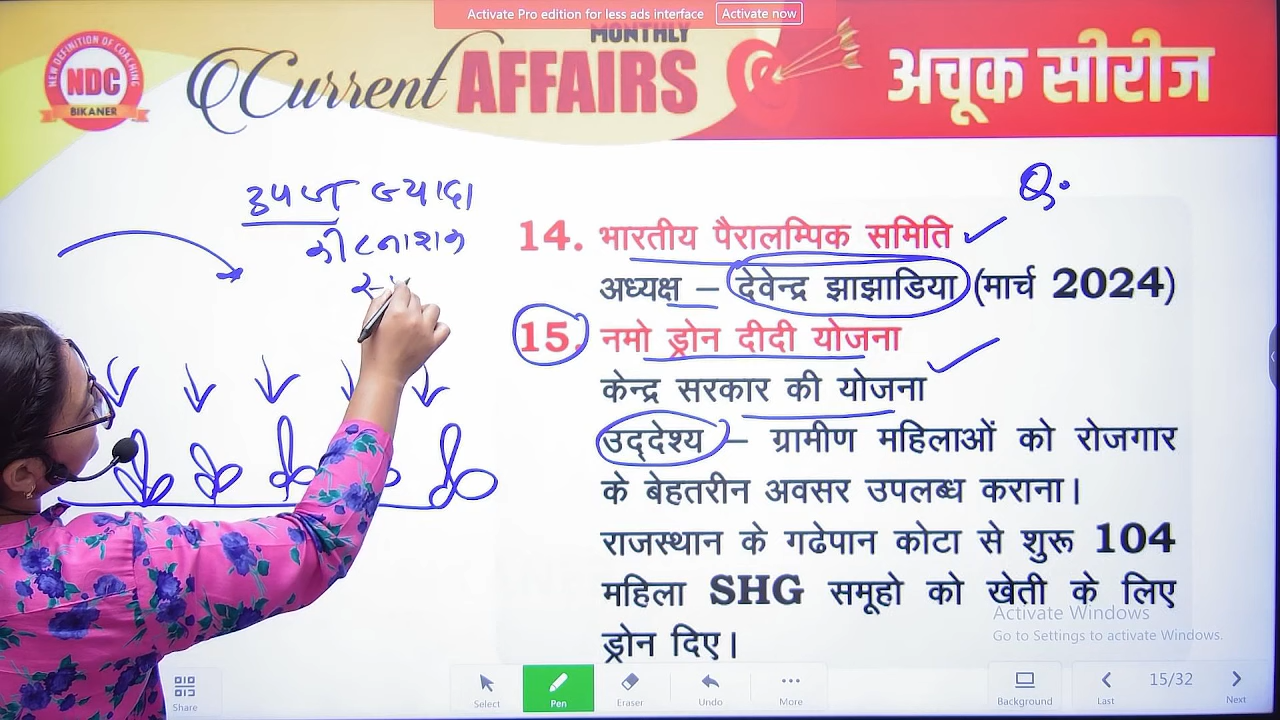 Activate Pro edition for less ads interface Activate now
NEW DEFINITION OF COACHING
NDC
BIKANER
MONTHLY
Current AFFAIRS
अचूक सीरीज
उपज ज्यादा
कीटनाशक
Q.
14. भारतीय पैरालम्पिक समिति
अध्यक्ष – देवेन्द्र झाझाडिया (मार्च 2024)
15. नमो ड्रोन दीदी योजना
केन्द्र सरकार की योजना
उद्देश्य – ग्रामीण महिलाओं को रोजगार
के बेहतरीन अवसर उपलब्ध कराना।
राजस्थान के गढेपान कोटा से शुरू 104
महिला SHG समूहो को खेती के लिए
ड्रोन दिए।
Activate Windows
Go to Settings to activate Windows.
Share
Select
Pen
Eraser
Undo
More
Background
Last
15/32
Next